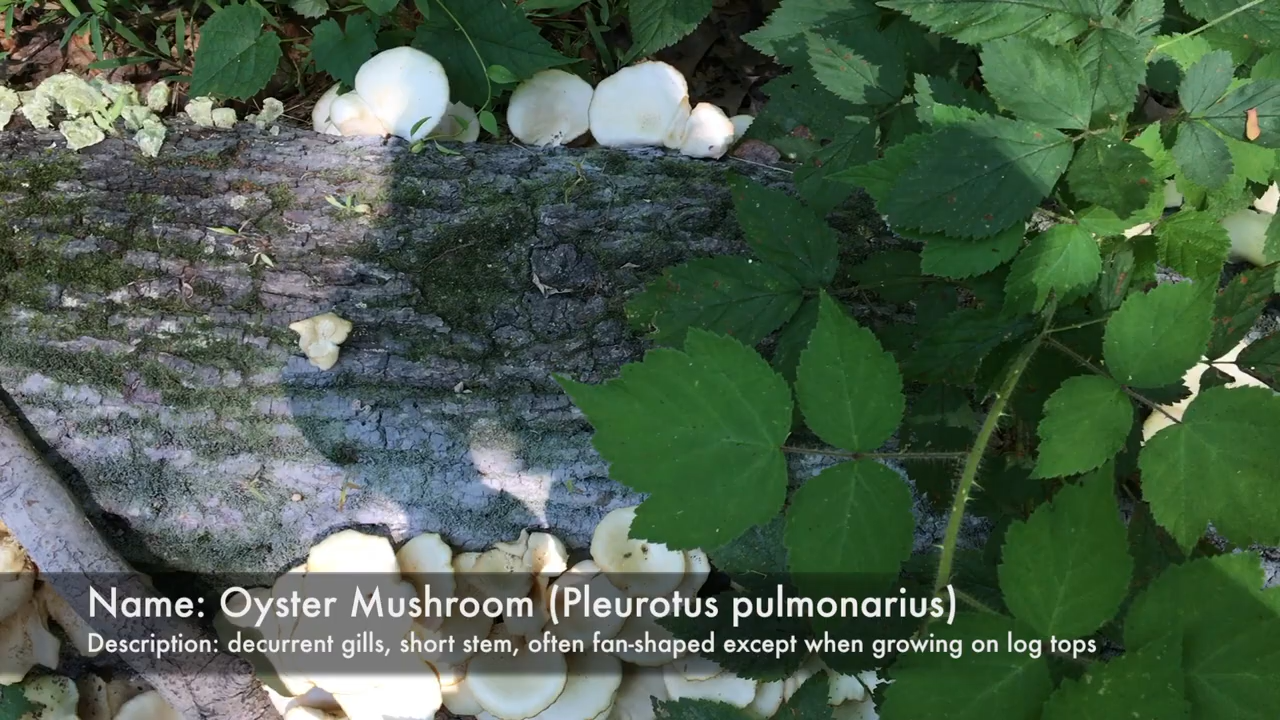 Name: Oyster Mushroom (Pleurotus pulmonarius)
Description: decurrent gills, short stem, often fan-shaped except when growing on log tops